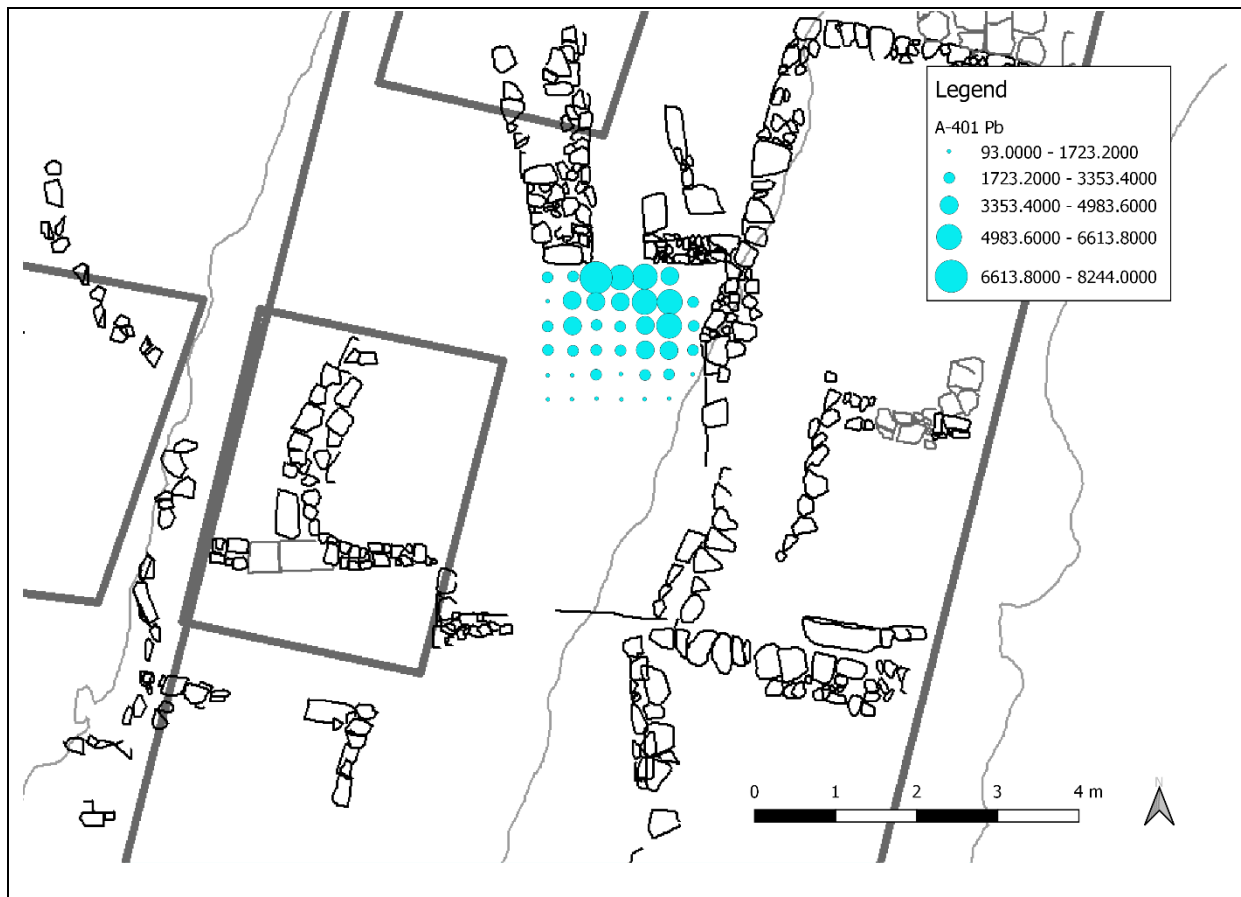 Legend
A-401 Pb
93.0000 - 1723.2000
1723.2000 - 3353.4000
3353.4000 - 4983.6000
4983.6000 - 6613.8000
6613.8000 - 8244.0000
0 1 2 3 4 m
N